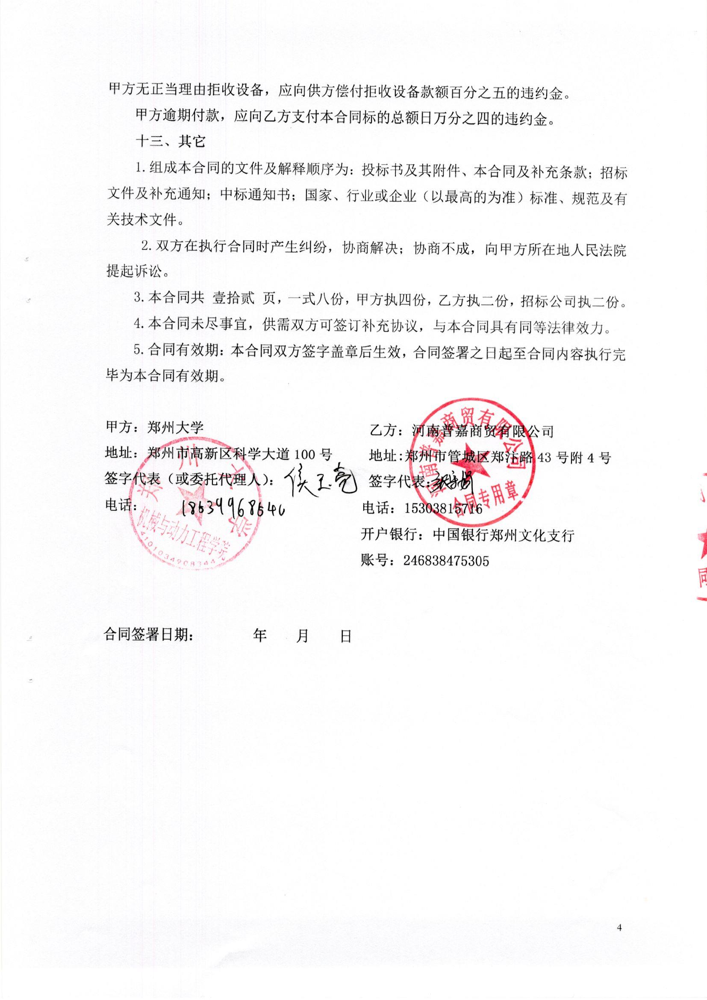 甲方无正当理由拒收设备，应向供方偿付拒收设备款额百分之五的违约金。
甲方逾期付款，应向乙方支付本合同标的总额日万分之四的违约金。
十三、其它
1.组成本合同的文件及解释顺序为：投标书及其附件、本合同及补充条款；招标
文件及补充通知；中标通知书；国家、行业或企业（以最高的为准）标准、规范及有
关技术文件。
2.双方在执行合同时产生纠纷，协商解决；协商不成，向甲方所在地人民法院
提起诉讼。
3.本合同共 壹拾贰 页，一式八份，甲方执四份，乙方执二份，招标公司执二份。
4.本合同未尽事宜，供需双方可签订补充协议，与本合同具有同等法律效力。
5.合同有效期：本合同双方签字盖章后生效，合同签署之日起至合同内容执行完
毕为本合同有效期。
甲方：郑州大学
地址：郑州市高新区科学大道 100 号
签字代表（或委托代理人）：侯玉亮
电话： 18539968540
郑州大学
机械与动力工程学院
4101034908344
乙方：河南普嘉商贸有限公司
地址:郑州市管城区郑汴路 43 号附 4 号
签字代表:
电话：15303815716
开户银行：中国银行郑州文化支行
账号：246838475305
河南普嘉商贸有限公司
合同专用章
合同签署日期： 年 月 日
4